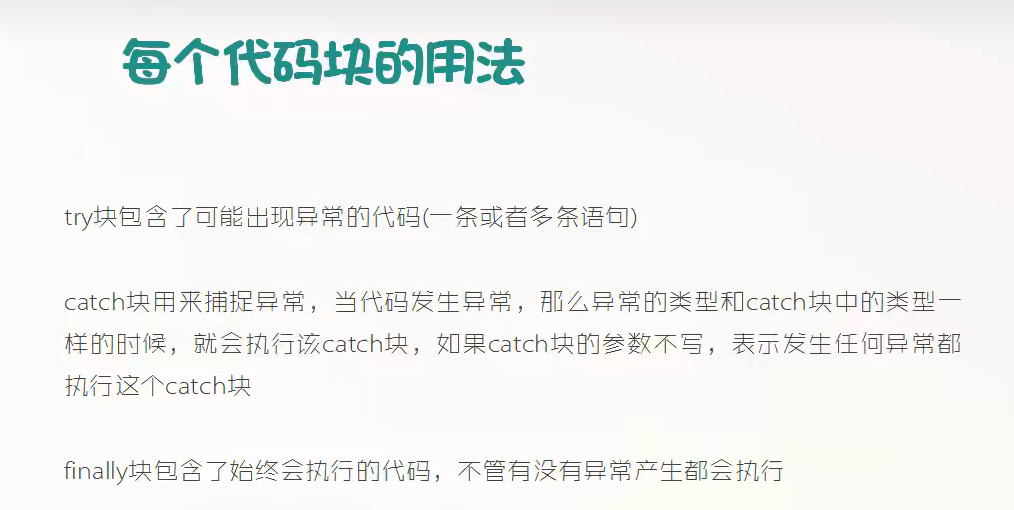 每个代码块的用法
try块包含了可能出现异常的代码(一条或者多条语句)
catch块用来捕捉异常，当代码发生异常，那么异常的类型和catch块中的类型一
样的时候，就会执行该catch块，如果catch块的参数不写，表示发生任何异常都
执行这个catch块
finally块包含了始终会执行的代码，不管有没有异常产生都会执行